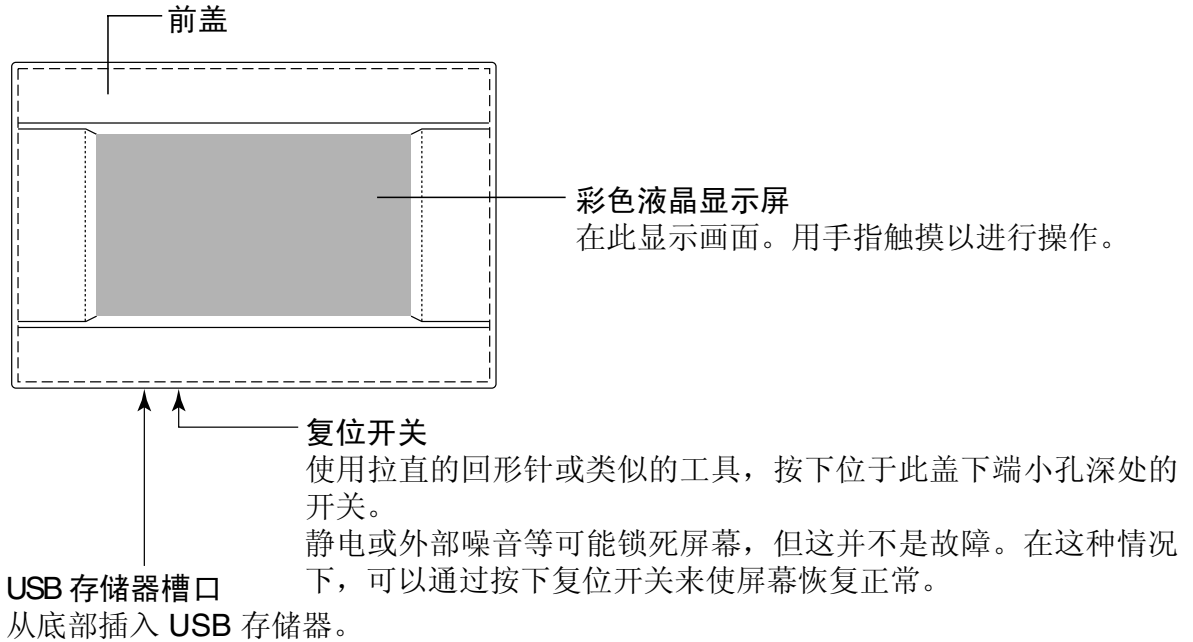 前盖
彩色液晶显示屏
在此显示画面。用手指触摸以进行操作。
复位开关
使用拉直的回形针或类似的工具，按下位于此盖下端小孔深处的
开关。
静电或外部噪音等可能锁死屏幕，但这并不是故障。在这种情况
下，可以通过按下复位开关来使屏幕恢复正常。
USB 存储器槽口
从底部插入 USB 存储器。